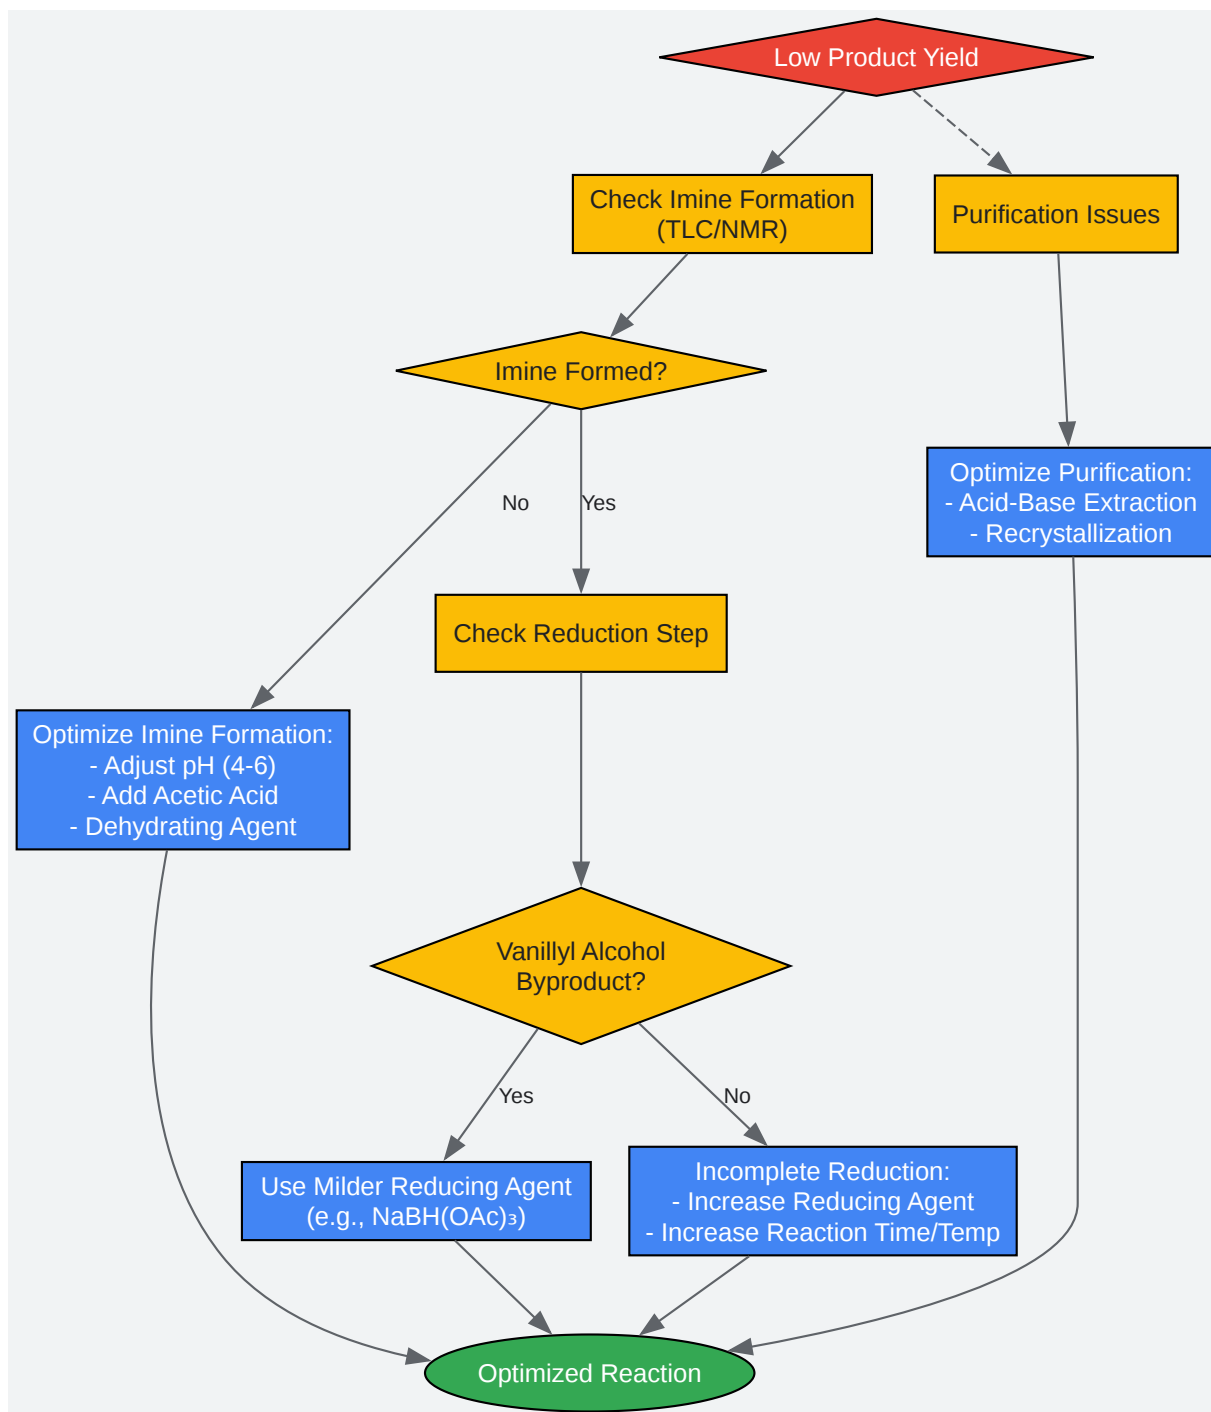 Low Product Yield
Check Imine Formation
(TLC/NMR)
Purification Issues
Imine Formed?
No
Yes
Optimize Purification:
- Acid-Base Extraction
- Recrystallization
Check Reduction Step
Optimize Imine Formation:
- Adjust pH (4-6)
- Add Acetic Acid
- Dehydrating Agent
Vanillyl Alcohol
Byproduct?
Yes
No
Use Milder Reducing Agent
(e.g., NaBH(OAc)₃)
Incomplete Reduction:
- Increase Reducing Agent
- Increase Reaction Time/Temp
Optimized Reaction